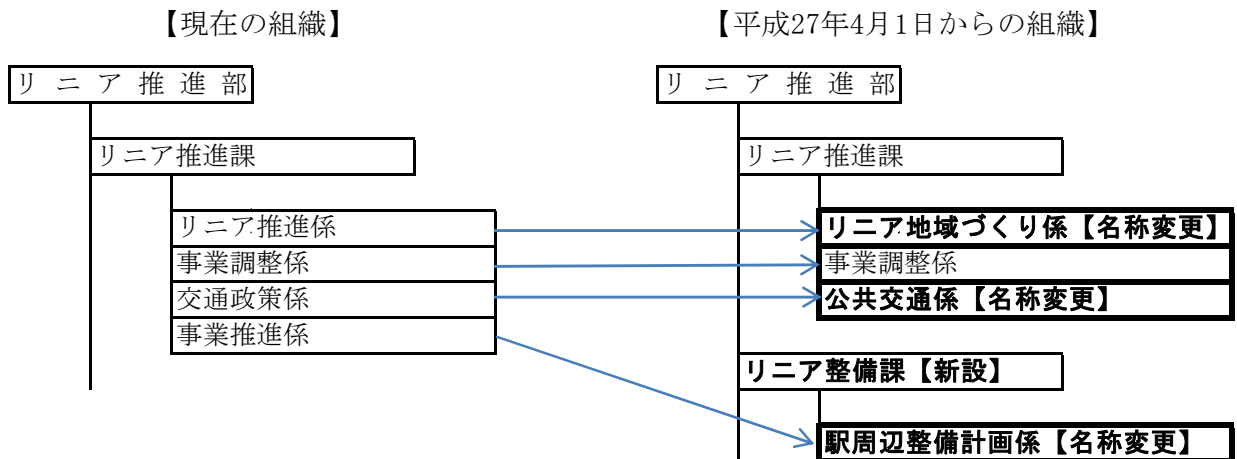 【現在の組織】
【平成27年4月1日からの組織】
リニア推進部
リニア推進課
リニア推進係
事業調整係
交通政策係
事業推進係
リニア推進部
リニア推進課
リニア地域づくり係【名称変更】
事業調整係
公共交通係【名称変更】
リニア整備課【新設】
駅周辺整備計画係【名称変更】